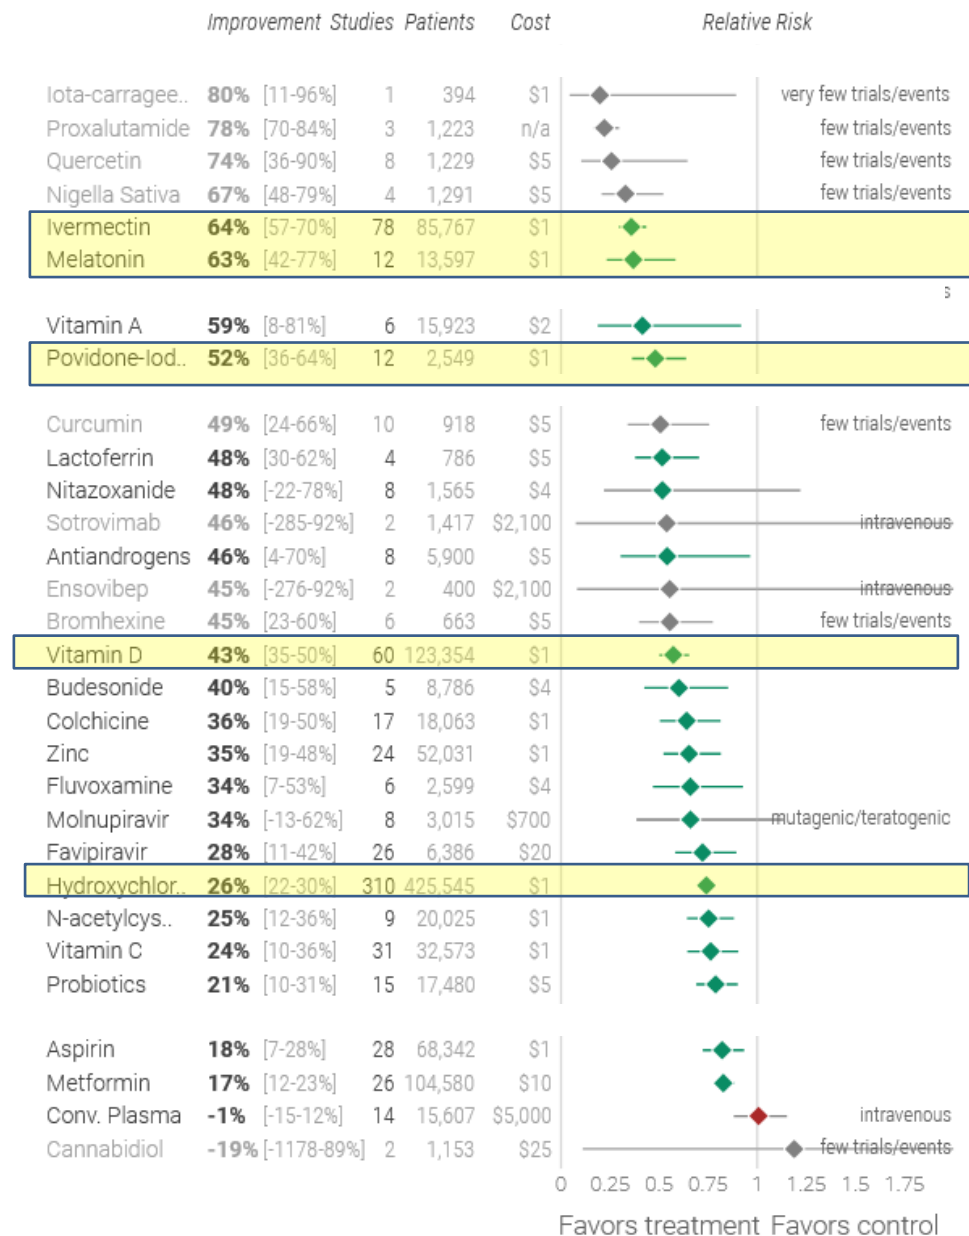 Improvement Studies Patients Cost Relative Risk
Iota-carragee.. 80% [11-96%] 1 394 $1 very few trials/events
Proxalutamide 78% [70-84%] 3 1,223 n/a few trials/events
Quercetin 74% [36-90%] 8 1,229 $5 few trials/events
Nigella Sativa 67% [48-79%] 4 1,291 $5 few trials/events
Ivermectin 64% [57-70%] 78 85,767 $1
Melatonin 63% [42-77%] 12 13,597 $1
s
Vitamin A 59% [8-81%] 6 15,923 $2
Povidone-Iod.. 52% [36-64%] 12 2,549 $1
Curcumin 49% [24-66%] 10 918 $5 few trials/events
Lactoferrin 48% [30-62%] 4 786 $5
Nitazoxanide 48% [-22-78%] 8 1,565 $4
Sotrovimab 46% [-285-92%] 2 1,417 $2,100 intravenous
Antiandrogens 46% [4-70%] 8 5,900 $5
Ensovibep 45% [-276-92%] 2 400 $2,100 intravenous
Bromhexine 45% [23-60%] 6 663 $5 few trials/events
Vitamin D 43% [35-50%] 60 123,354 $1
Budesonide 40% [15-58%] 5 8,786 $4
Colchicine 36% [19-50%] 17 18,063 $1
Zinc 35% [19-48%] 24 52,031 $1
Fluvoxamine 34% [7-53%] 6 2,599 $4
Molnupiravir 34% [-13-62%] 8 3,015 $700 mutagenic/teratogenic
Favipiravir 28% [11-42%] 26 6,386 $20
Hydroxychlor.. 26% [22-30%] 310 425,545 $1
N-acetylcys.. 25% [12-36%] 9 20,025 $1
Vitamin C 24% [10-36%] 31 32,573 $1
Probiotics 21% [10-31%] 15 17,480 $5
Aspirin 18% [7-28%] 28 68,342 $1
Metformin 17% [12-23%] 26 104,580 $10
Conv. Plasma -1% [-15-12%] 14 15,607 $5,000 intravenous
Cannabidiol -19% [-1178-89%] 2 1,153 $25 few trials/events
0 0.25 0.5 0.75 1 1.25 1.5 1.75
Favors treatment Favors control